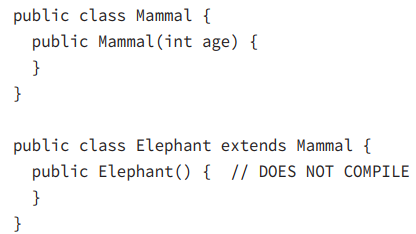 public class Mammal {
  public Mammal(int age) {
  }
}

public class Elephant extends Mammal {
  public Elephant() {  // DOES NOT COMPILE
  }
}